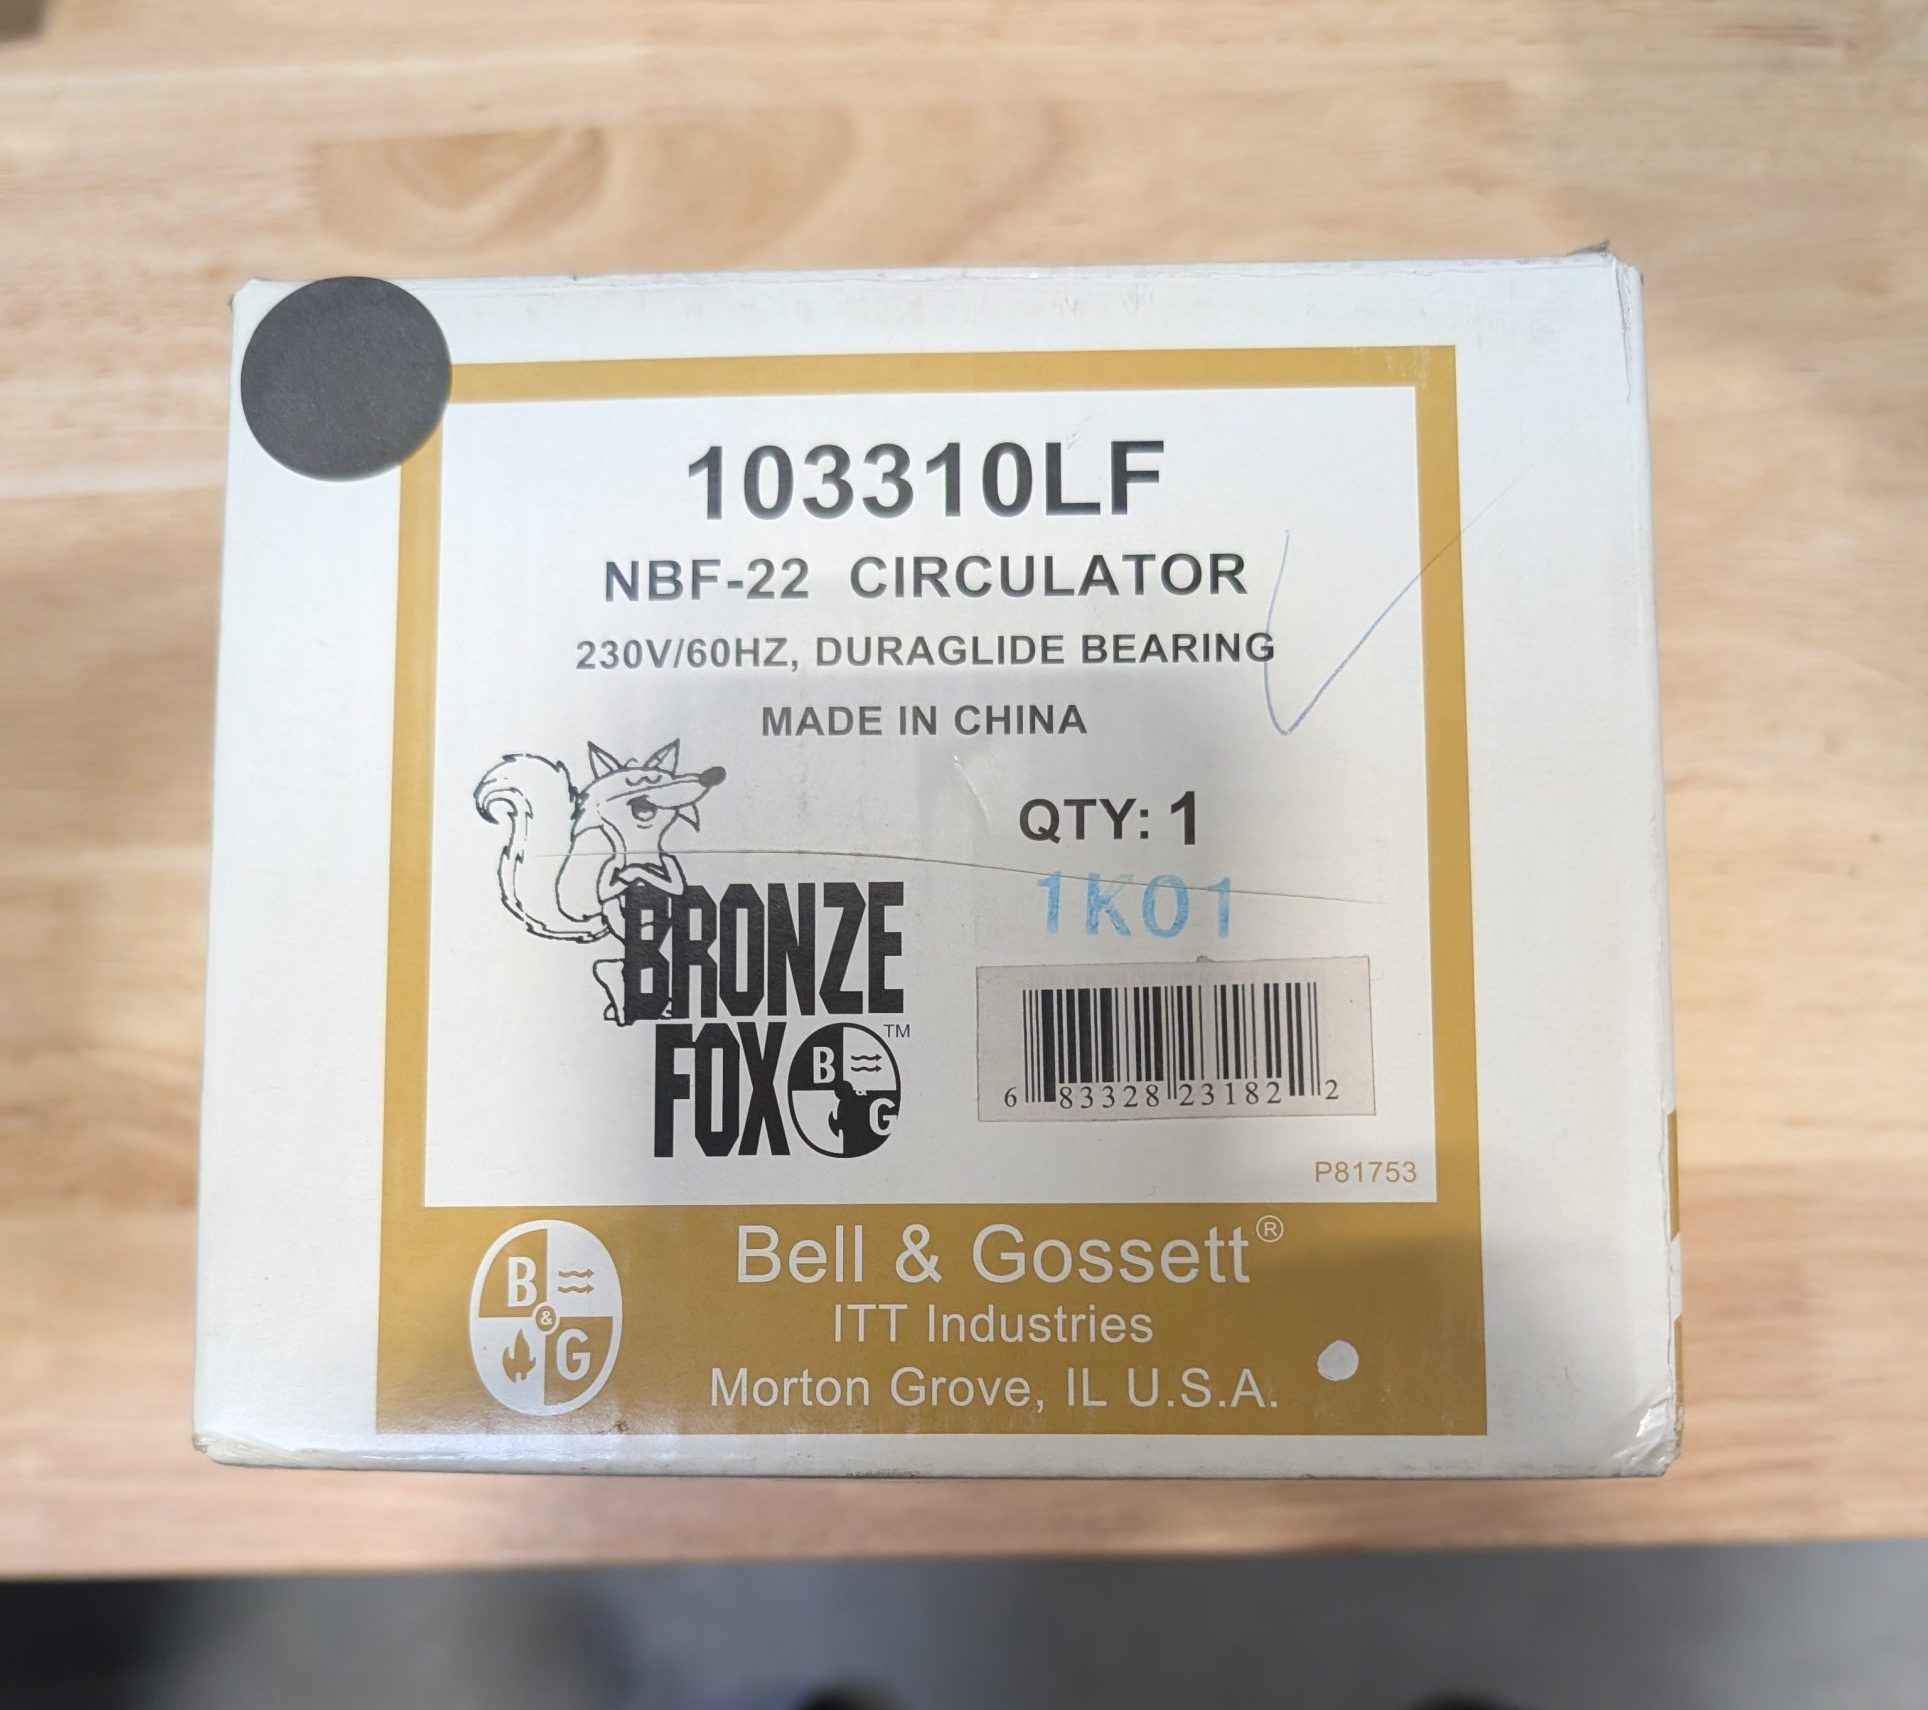 103310LF
NBF-22 CIRCULATOR
230V/60HZ, DURAGLIDE BEARING
MADE IN CHINA
QTY: 1
1K01
BRONZE
FOX
TM
B
&
G
6 83328 23182 2
P81753
B
&
G
Bell & Gossett®
ITT Industries
Morton Grove, IL U.S.A.